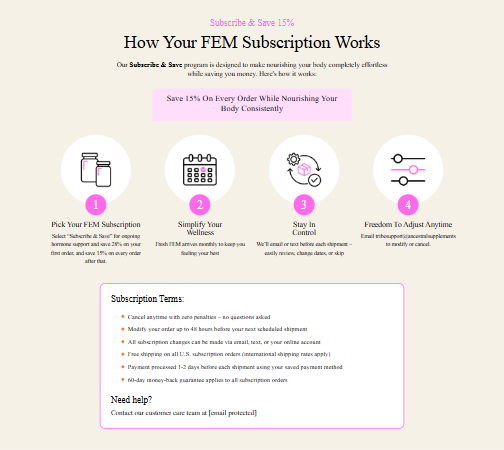 Subscribe & Save 15%
How Your FEM Subscription Works
Our Subscribe & Save program is designed to make nourishing your body completely effortless
while saving you money. Here's how it works:
Save 15% On Every Order While Nourishing Your
Body Consistently
1
Pick Your FEM Subscription
Select "Subscribe & Save" for ongoing
hormone support and save 28% on your
first order, and save 15% on every order
after that.
2
Simplify Your
Wellness
Fresh FEM arrives monthly to keep you
feeling your best
3
Stay In
Control
We'll email or text before each shipment –
easily review, change dates, or skip
4
Freedom To Adjust Anytime
Email tribesupport@ancestralsupplements
to modify or cancel.
Subscription Terms:
Cancel anytime with zero penalties – no questions asked
Modify your order up to 48 hours before your next scheduled shipment
All subscription changes can be made via email, text, or your online account
Free shipping on all U.S. subscription orders (international shipping rates apply)
Payment processed 1-2 days before each shipment using your saved payment method
60-day money-back guarantee applies to all subscription orders
Need help?
Contact our customer care team at [email protected]